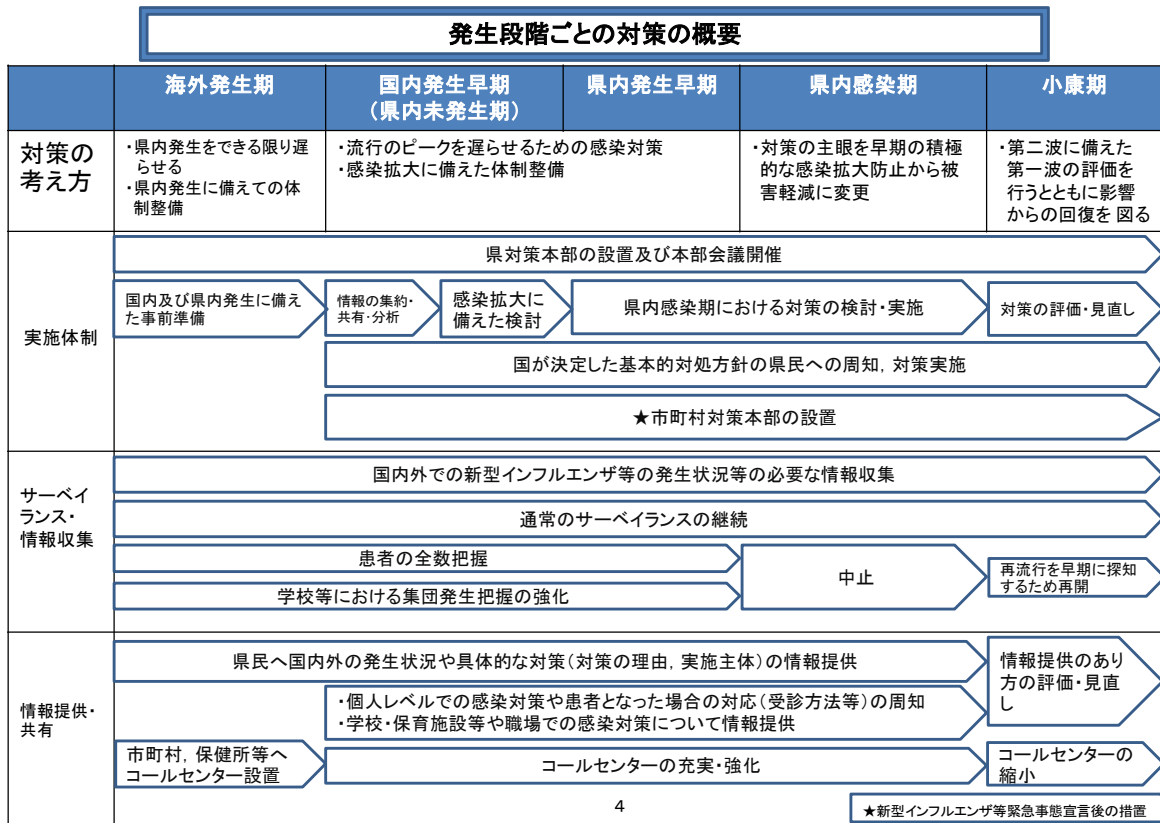 発生段階ごとの対策の概要
海外発生期
国内発生早期
(県内未発生期)
県内発生早期
県内感染期
小康期
対策の
考え方
・県内発生をできる限り遅
らせる
・県内発生に備えての体
制整備
・流行のピークを遅らせるための感染対策
・感染拡大に備えた体制整備
・対策の主眼を早期の積極
的な感染拡大防止から被
害軽減に変更
・第二波に備えた
第一波の評価を
行うとともに影響
からの回復を 図る
実施体制
県対策本部の設置及び本部会議開催
国内及び県内発生に備え
た事前準備
情報の集約・
共有・分析
感染拡大に
備えた検討
県内感染期における対策の検討・実施
対策の評価・見直し
国が決定した基本的対処方針の県民への周知,対策実施
★市町村対策本部の設置
サーベイ
ランス・
情報収集
国内外での新型インフルエンザ等の発生状況等の必要な情報収集
通常のサーベイランスの継続
患者の全数把握
学校等における集団発生把握の強化
中止
再流行を早期に探知
するため再開
情報提供・
共有
県民へ国内外の発生状況や具体的な対策(対策の理由,実施主体)の情報提供
・個人レベルでの感染対策や患者となった場合の対応(受診方法等)の周知
・学校・保育施設等や職場での感染対策について情報提供
情報提供のあり
方の評価・見直
し
市町村,保健所等へ
コールセンター設置
コールセンターの充実・強化
コールセンターの
縮小
4
★新型インフルエンザ等緊急事態宣言後の措置